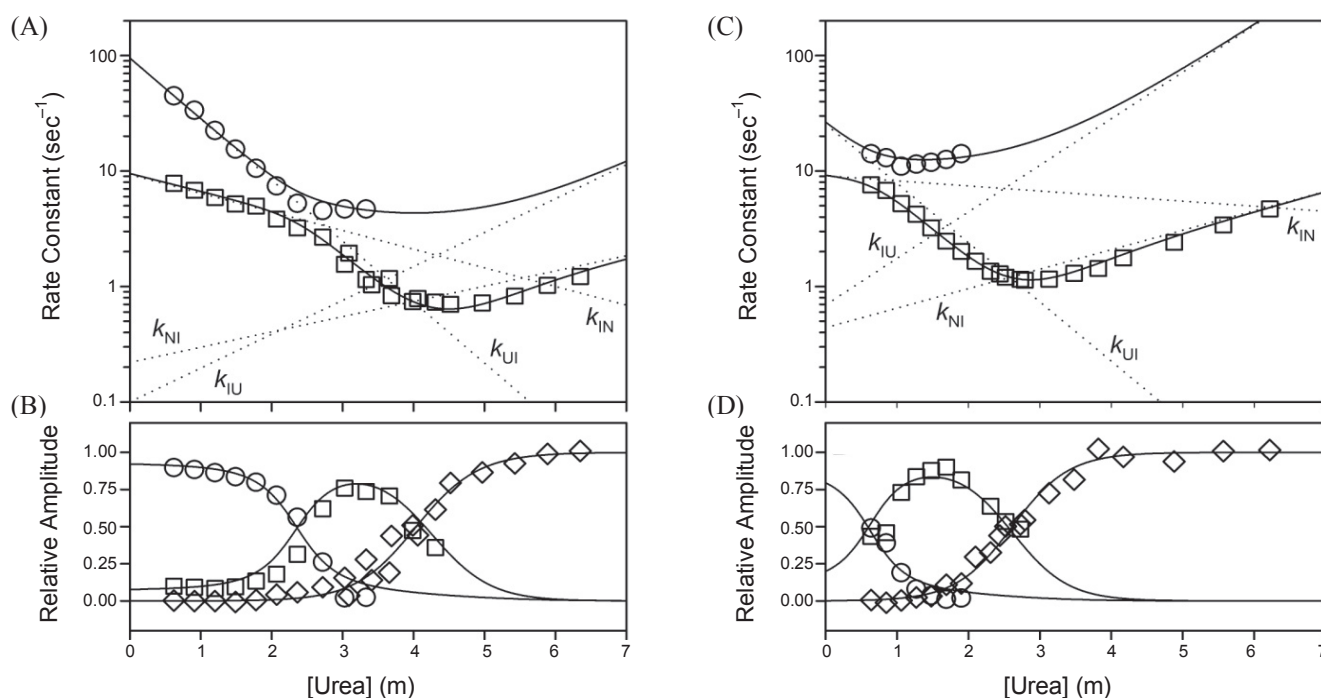 (A)
Rate Constant (sec⁻¹)
100
10
1
0.1
k_NI
k_IU
k_UI
k_IN
(B)
Relative Amplitude
1.00
0.75
0.50
0.25
0.00
0 1 2 3 4 5 6 7
[Urea] (m)
(C)
Rate Constant (sec⁻¹)
100
10
1
0.1
k_IU
k_NI
k_UI
k_IN
(D)
Relative Amplitude
1.00
0.75
0.50
0.25
0.00
0 1 2 3 4 5 6 7
[Urea] (m)